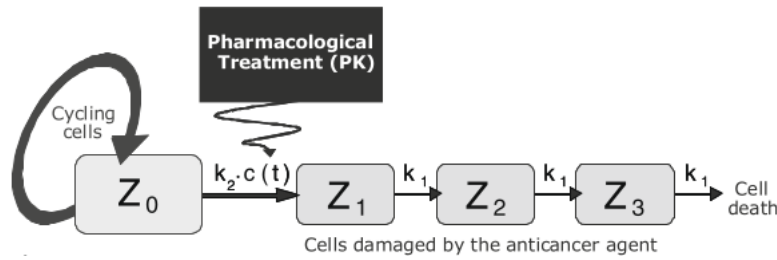 Pharmacological
Treatment (PK)
Cycling
cells
k₂·c(t)
k₁
k₁
k₁
Z₀
Z₁
Z₂
Z₃
Cell
death
Cells damaged by the anticancer agent